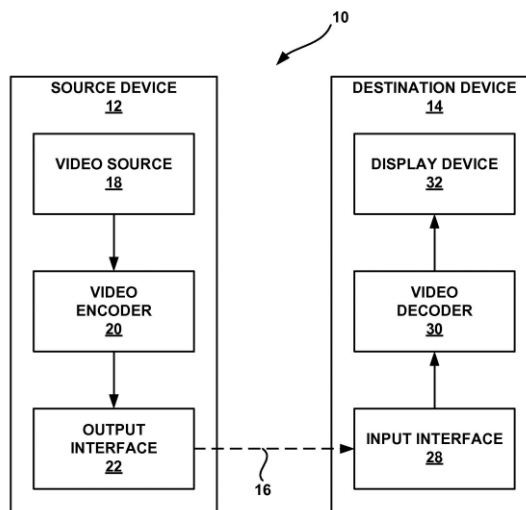 10
SOURCE DEVICE
12
VIDEO SOURCE
18
VIDEO
ENCODER
20
OUTPUT
INTERFACE
22
16
DESTINATION DEVICE
14
DISPLAY DEVICE
32
VIDEO
DECODER
30
INPUT INTERFACE
28